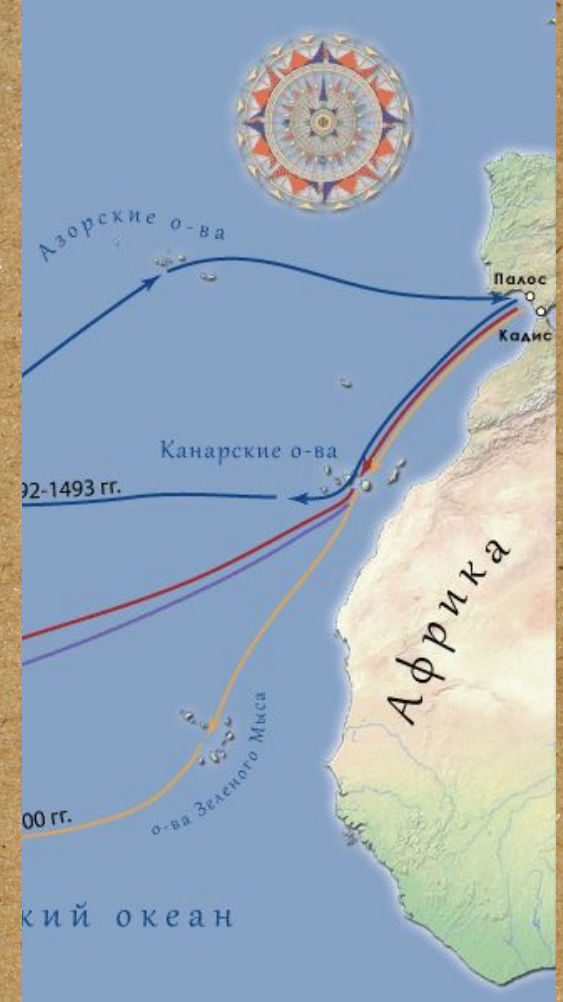 Азорские о-ва
Палос
Кадис
Канарские о-ва
92-1493 гг.
Африка
о-ва Зеленого Мыса
00 гг.
кий океан